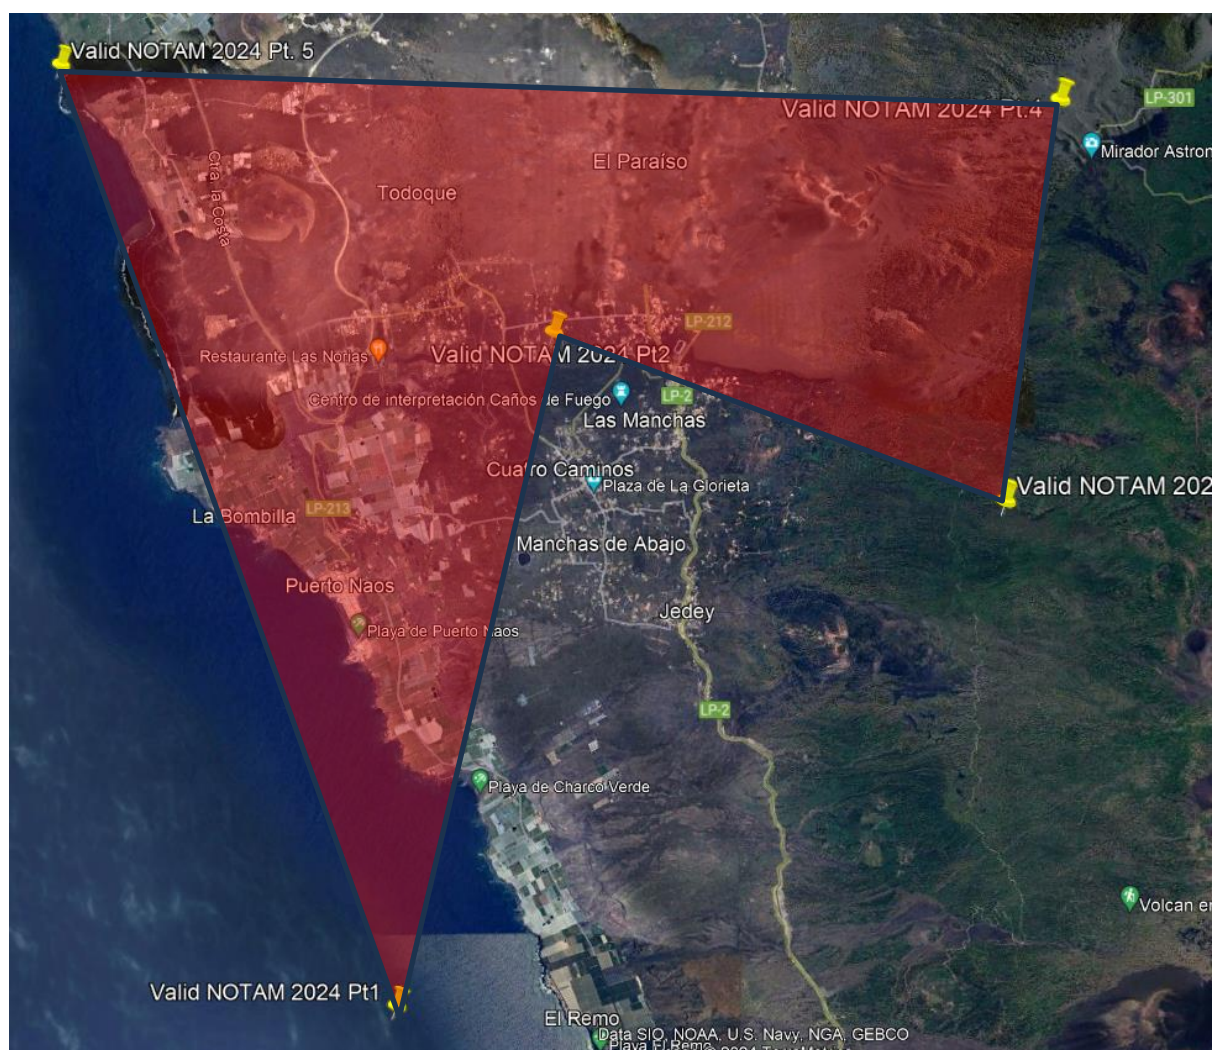 Valid NOTAM 2024 Pt. 5
Valid NOTAM 2024 Pt.4
LP-301
Mirador Astron
El Paraíso
Todoque
Ctra. la Costa
LP-212
Restaurante Las Norias
Valid NOTAM 2024 Pt2
Centro de interpretación Caños de Fuego
LP-2
Las Manchas
Cuatro Caminos
Plaza de La Glorieta
Valid NOTAM 202
LP-213
La Bombilla
Manchas de Abajo
Puerto Naos
Jedey
Playa de Puerto Naos
LP-2
Playa de Charco Verde
Volcan e
Valid NOTAM 2024 Pt1
El Remo
Data SIO, NOAA, U.S. Navy, NGA, GEBCO
Playa El Remo